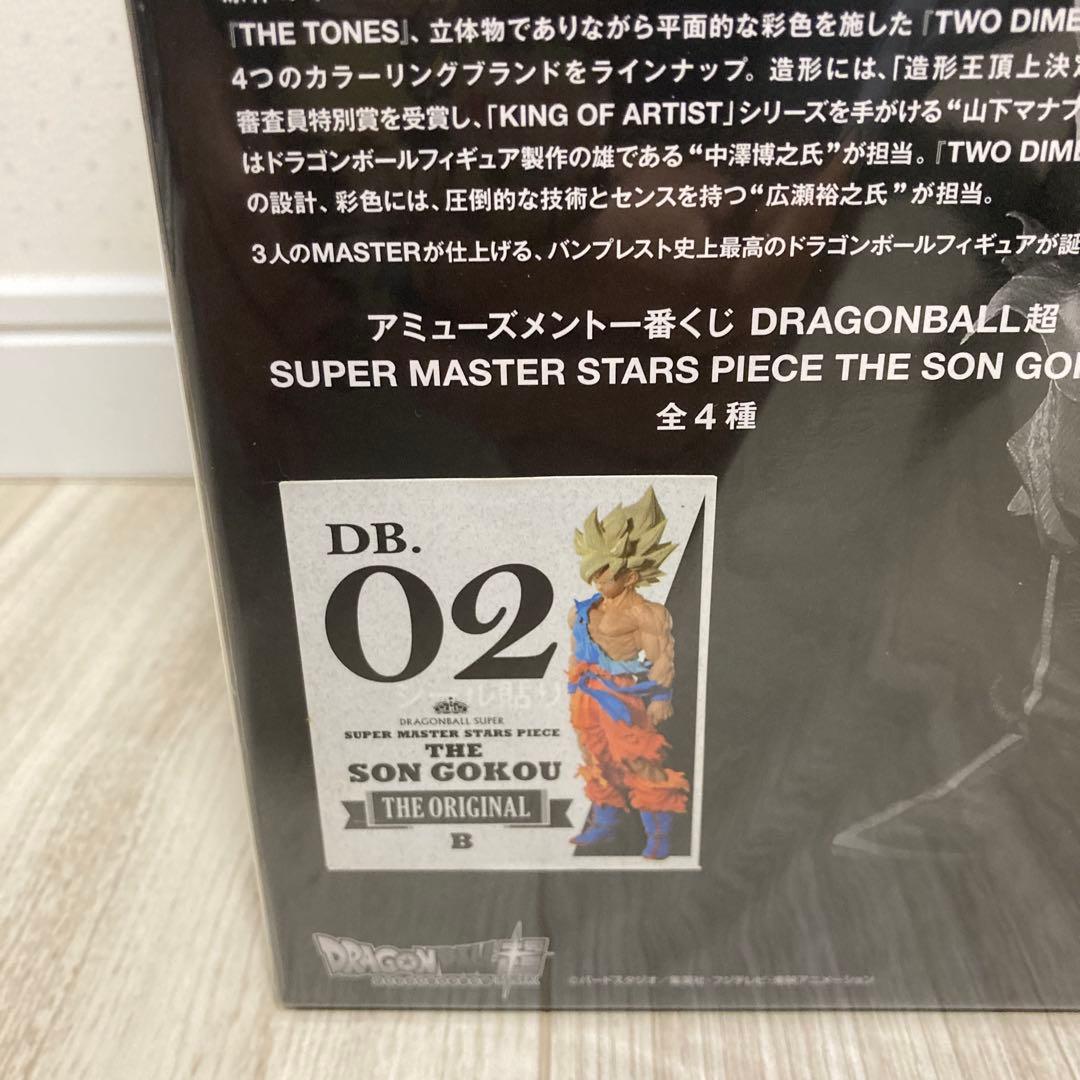 『THE TONES』、立体物でありながら平面的な彩色を施した『TWO DIME
4つのカラーリングブランドをラインナップ。造形には、「造形王頂上決定
審査員特別賞を受賞し、「KING OF ARTIST」シリーズを手がける“山下マナブ
はドラゴンボールフィギュア製作の雄である“中澤博之氏”が担当。『TWO DIME
の設計、彩色には、圧倒的な技術とセンスを持つ“広瀬裕之氏”が担当。
3人のMASTERが仕上げる、バンプレスト史上最高のドラゴンボールフィギュアが誕
アミューズメント一番くじ DRAGONBALL超
SUPER MASTER STARS PIECE THE SON GOK
全4種
DB.
02
シール貼り
DRAGONBALL SUPER
SUPER MASTER STARS PIECE
THE
SON GOKOU
THE ORIGINAL
B
DRAGONBALL超
©バードスタジオ/集英社・フジテレビ・東映アニメーション